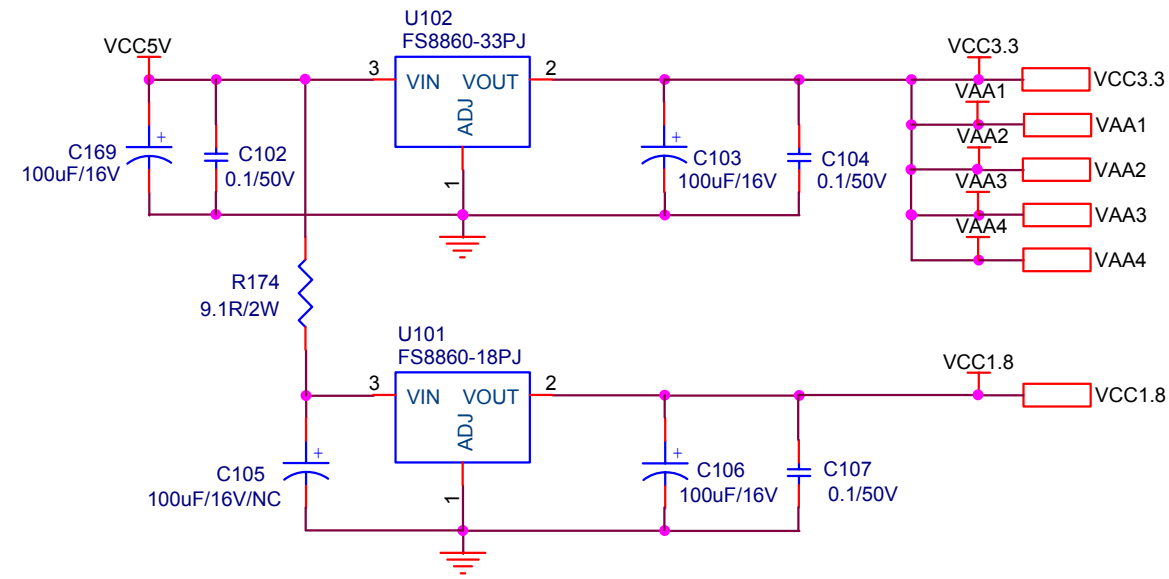 U102
FS8860-33PJ
VCC5V
3
VIN
VOUT
ADJ
2
1
C169
100uF/16V
+
C102
0.1/50V
+
C103
100uF/16V
C104
0.1/50V
VCC3.3
VCC3.3
VAA1
VAA1
VAA2
VAA2
VAA3
VAA3
VAA4
VAA4
R174
9.1R/2W
U101
FS8860-18PJ
3
VIN
VOUT
ADJ
2
1
+
C105
100uF/16V/NC
+
C106
100uF/16V
C107
0.1/50V
VCC1.8
VCC1.8